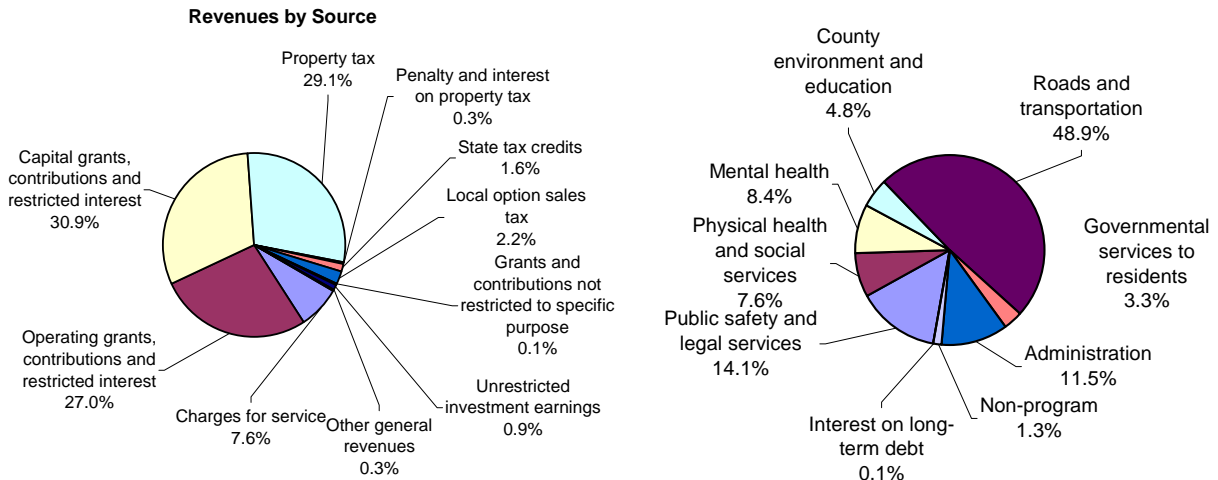 Revenues by Source
Property tax
29.1%
Penalty and interest
on property tax
0.3%
State tax credits
1.6%
Local option sales
tax
2.2%
Grants and
contributions not
restricted to specific
purpose
0.1%
Unrestricted
investment earnings
0.9%
Other general
revenues
0.3%
Charges for service
7.6%
Operating grants,
contributions and
restricted interest
27.0%
Capital grants,
contributions and
restricted interest
30.9%
County
environment and
education
4.8%
Roads and
transportation
48.9%
Governmental
services to
residents
3.3%
Administration
11.5%
Non-program
1.3%
Interest on long-
term debt
0.1%
Public safety and
legal services
14.1%
Physical health
and social
services
7.6%
Mental health
8.4%